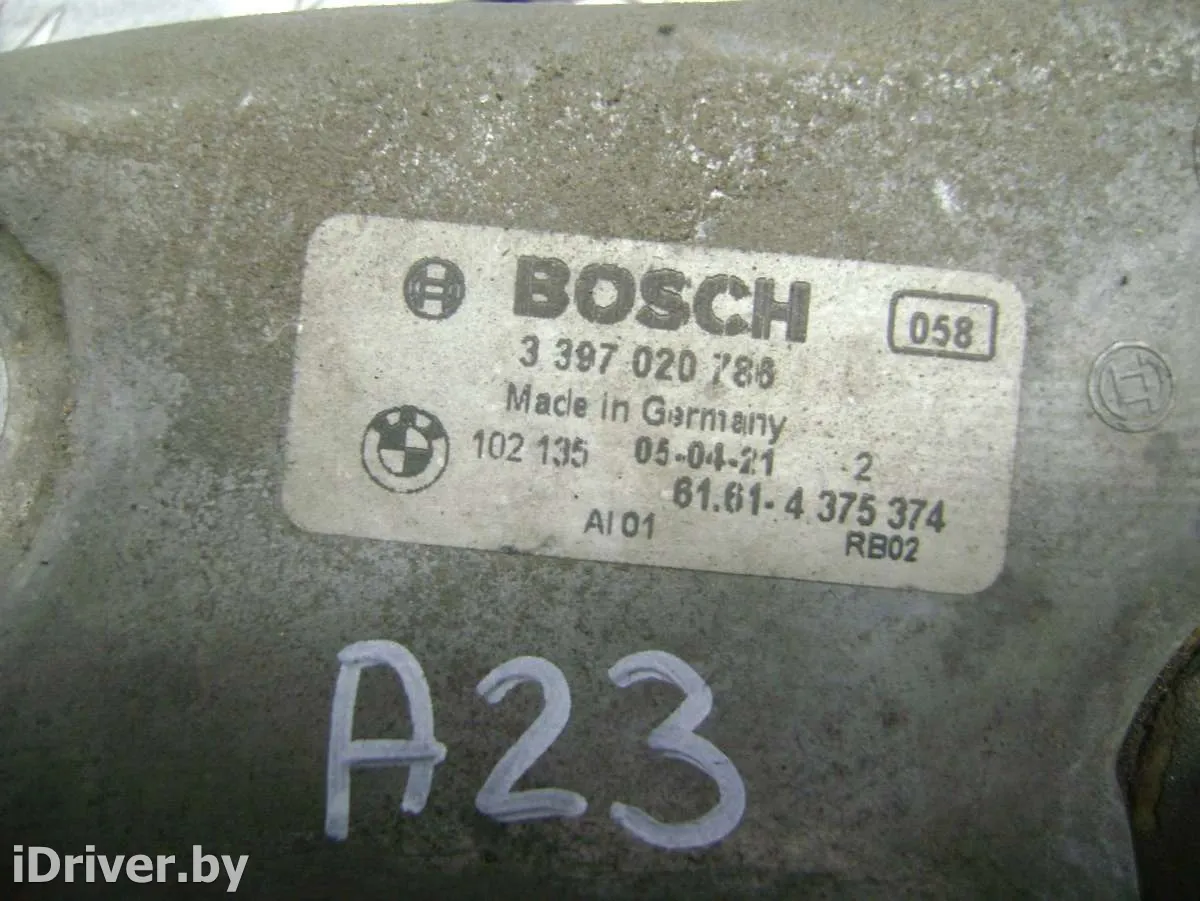 BOSCH
058
3 397 020 786
Made in Germany
102 135 05-04-21 2
61.61-4 375 374
AI 01
RB02
A23
iDriver.by